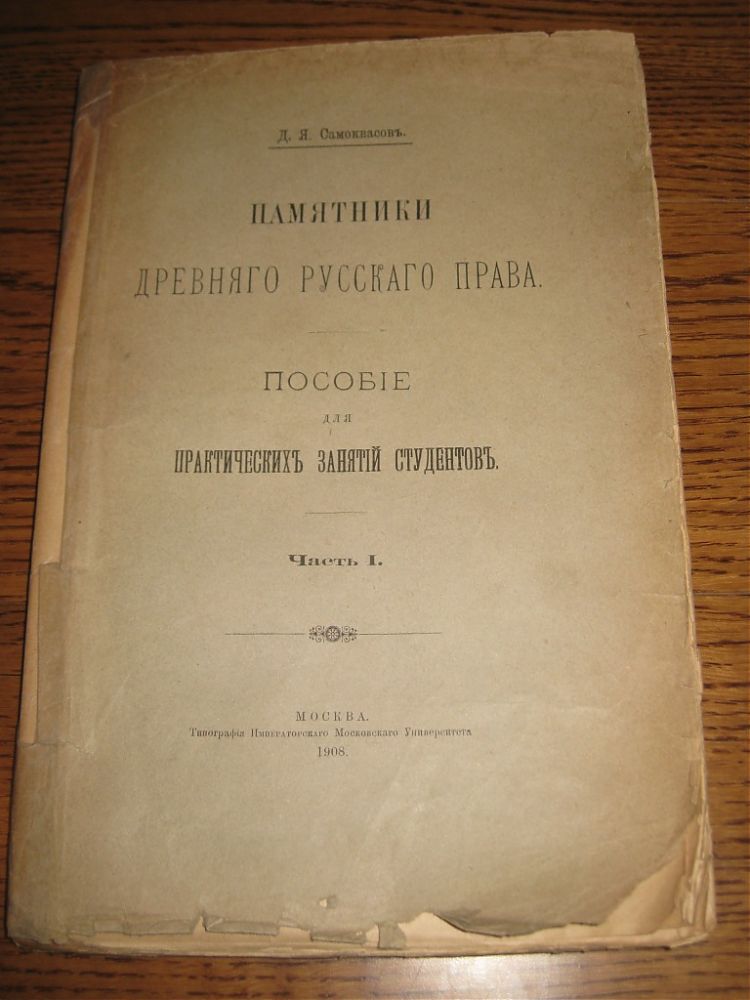 Д. Я. Самоквасовъ.
ПАМЯТНИКИ
ДРЕВНЯГО РУССКАГО ПРАВА.
ПОСОБІЕ
ДЛЯ
ПРАКТИЧЕСКИХЪ ЗАНЯТІЙ СТУДЕНТОВЪ.
Часть I.
МОСКВА.
Типографія Императорскаго Московскаго Университета
1908.